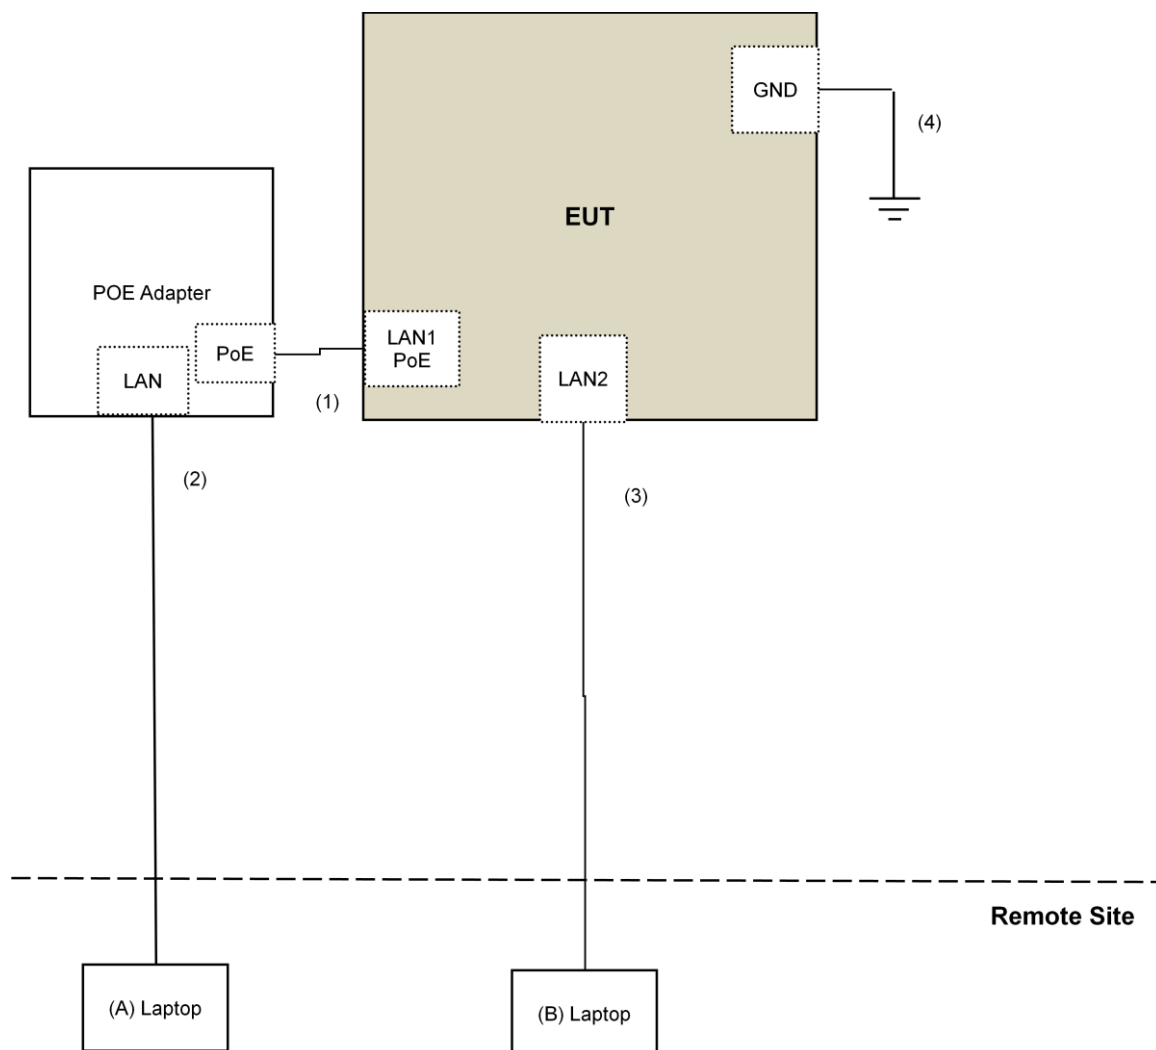 GND
(4)
EUT
POE Adapter
PoE
LAN
LAN1
PoE
LAN2
(1)
(2)
(3)
Remote Site
(A) Laptop
(B) Laptop